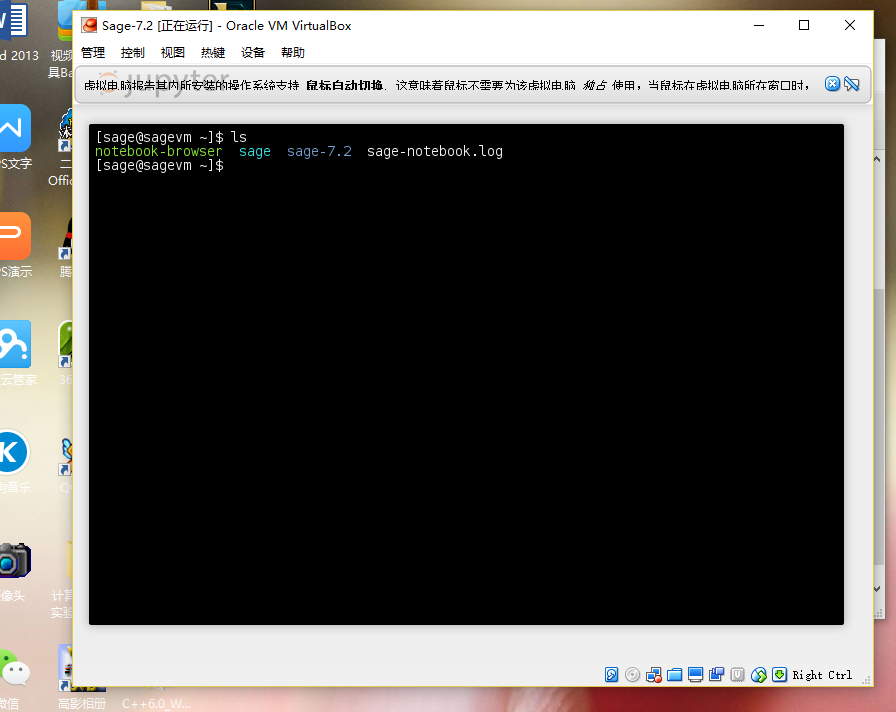 Sage-7.2 [正在运行] - Oracle VM VirtualBox
管理 控制 视图 热键 设备 帮助
jupyter
虚拟电脑报告其内所安装的操作系统支持 鼠标自动切换. 这意味着鼠标不需要为该虚拟电脑 独占 使用，当鼠标在虚拟电脑所在窗口时，
[sage@sagevm ~]$ ls
notebook-browser sage sage-7.2 sage-notebook.log
[sage@sagevm ~]$
Right Ctrl
d 2013
视频
具Ba
PS文字
二
Offic
PS演示
腾
云管家
36
音乐
Q
像头
计算
实验
微信
高影相册
C++6.0_W...